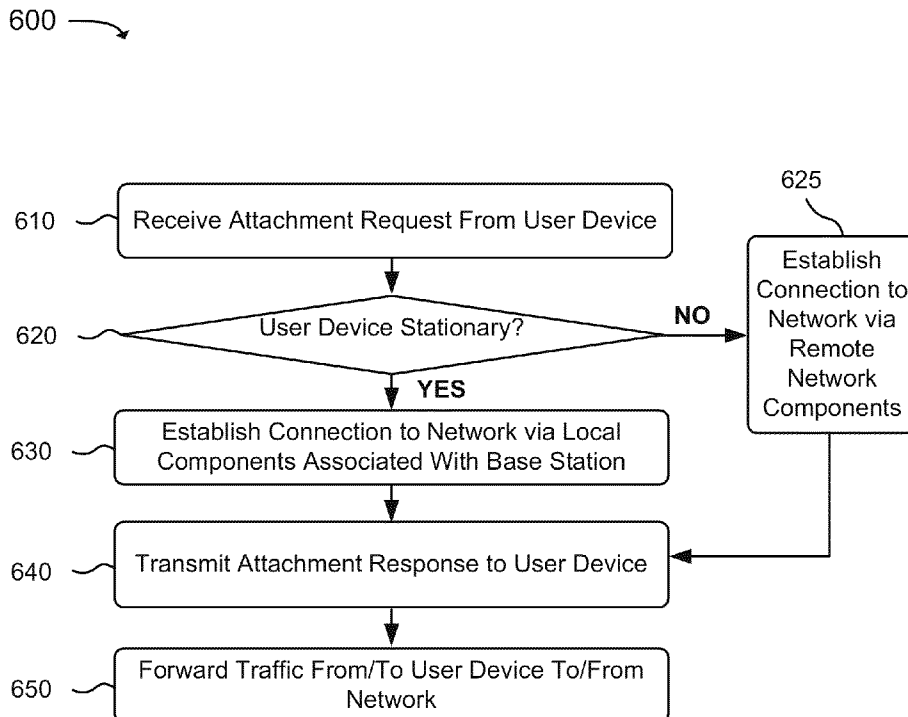 600
610
Receive Attachment Request From User Device
625
Establish
Connection to
Network via
Remote
Network
Components
620
User Device Stationary?
NO
YES
630
Establish Connection to Network via Local
Components Associated With Base Station
640
Transmit Attachment Response to User Device
650
Forward Traffic From/To User Device To/From
Network